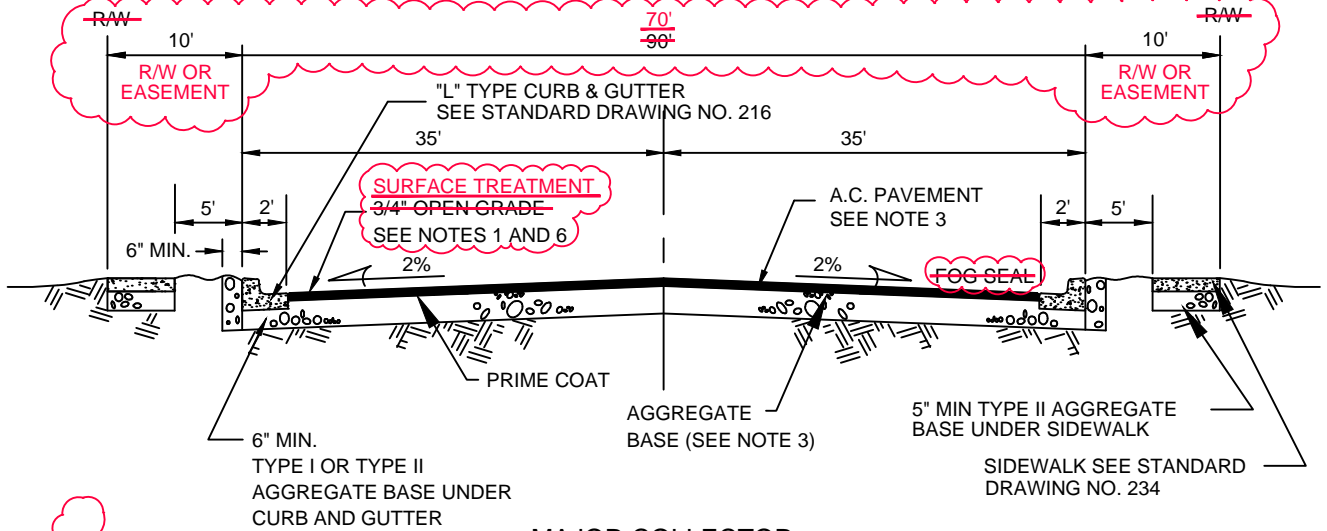 R/W
70'
R/W
10'
90'
10'
R/W OR
EASEMENT
R/W OR
EASEMENT
"L" TYPE CURB & GUTTER
SEE STANDARD DRAWING NO. 216
35'
35'
SURFACE TREATMENT
3/4" OPEN GRADE
SEE NOTES 1 AND 6
A.C. PAVEMENT
SEE NOTE 3
5'
2'
2'
5'
6" MIN.
2%
2%
FOG SEAL
PRIME COAT
AGGREGATE
BASE (SEE NOTE 3)
5" MIN TYPE II AGGREGATE
BASE UNDER SIDEWALK
6" MIN.
TYPE I OR TYPE II
AGGREGATE BASE UNDER
CURB AND GUTTER
SIDEWALK SEE STANDARD
DRAWING NO. 234
MAJOR COLLECTOR